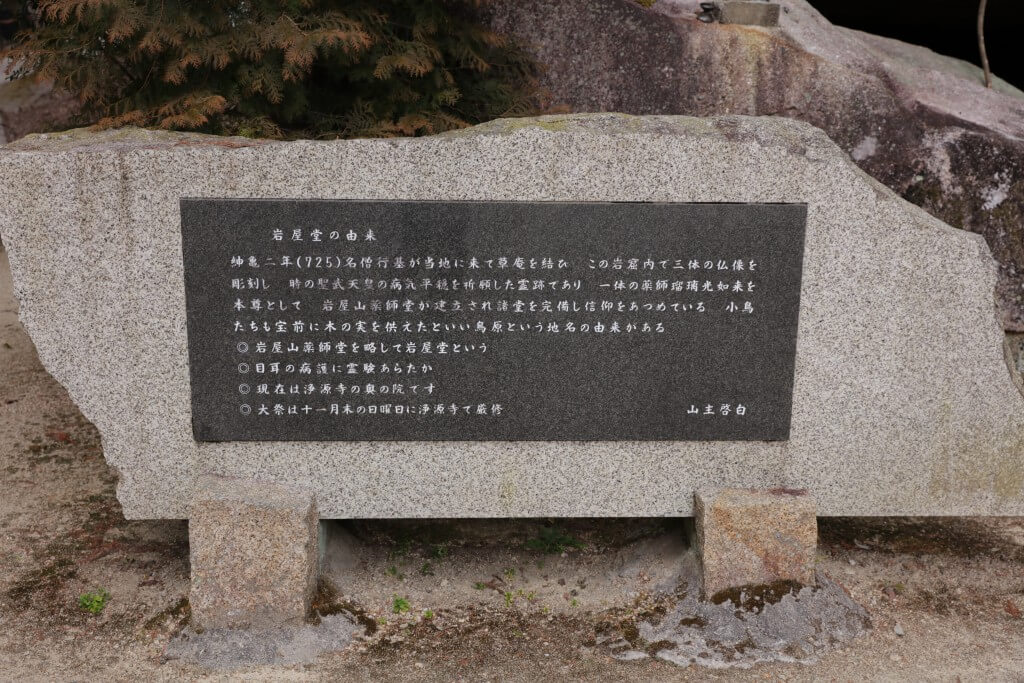 岩屋堂の由来
神亀二年(725)名僧行基が当地に来て草庵を結び この岩窟内で三体の仏像を
彫刻し 時の聖武天皇の病気平穏を祈願した霊跡であり 一体の薬師瑠璃光如来を
本尊として 岩屋山薬師堂が建立され諸堂を完備し信仰をあつめている 小鳥
たちも宝前に木の実を供えたといい鳥原という地名の由来がある
◎岩屋山薬師堂を略して岩屋堂という
◎目耳の病護に霊験あらたか
◎現在は浄源寺の奥の院です
◎大祭は十一月末の日曜日に浄源寺で厳修 山主啓白